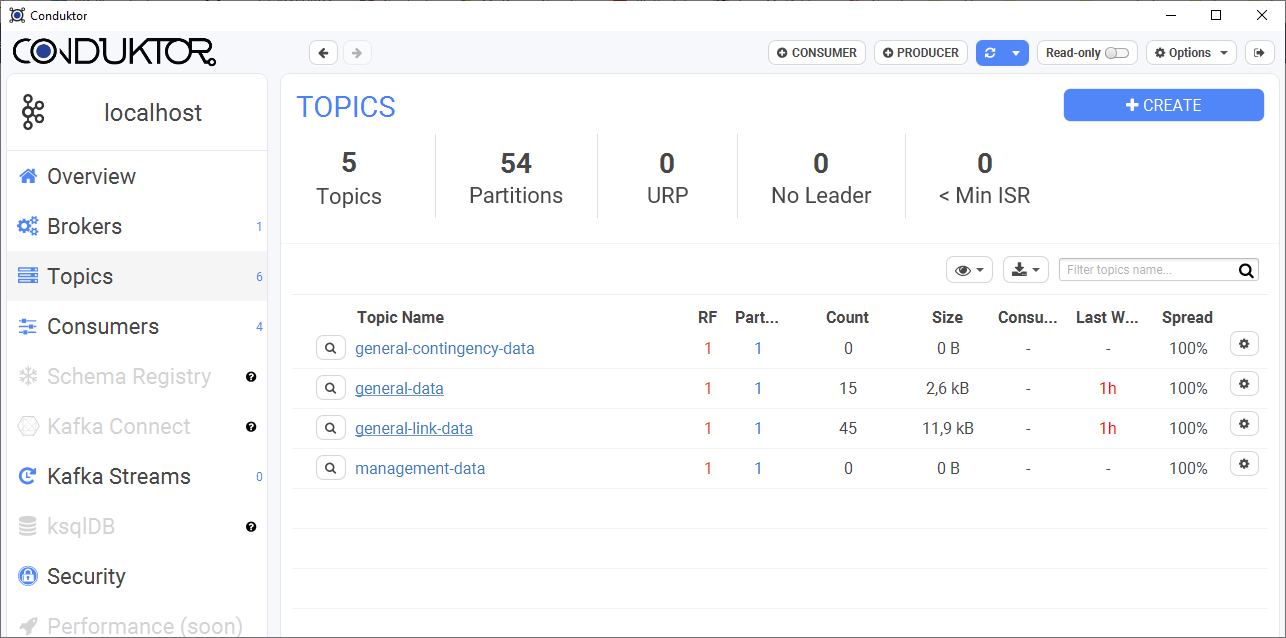 Conduktor
CONDUKTOR
CONSUMER
PRODUCER
Read-only
Options
localhost
Overview
Brokers 1
Topics 6
Consumers 4
Schema Registry ?
Kafka Connect ?
Kafka Streams 0
ksqlDB ?
Security
Performance (soon)
TOPICS
+ CREATE
5 54 0 0 0
Topics Partitions URP No Leader < Min ISR
Filter topics name...
Topic Name RF Part... Count Size Consu... Last W... Spread
general-contingency-data 1 1 0 0 B - - 100%
general-data 1 1 15 2,6 kB - 1h 100%
general-link-data 1 1 45 11,9 kB - 1h 100%
management-data 1 1 0 0 B - - 100%